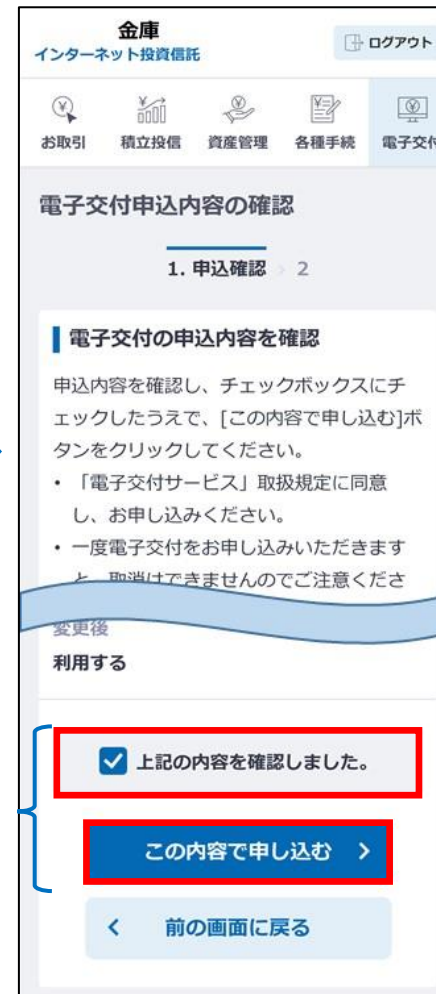 金庫
インターネット投資信託
ログアウト
お取引 積立投信 資産管理 各種手続 電子交付
電子交付申込内容の確認
1. 申込確認 2
電子交付の申込内容を確認
申込内容を確認し、チェックボックスにチ
ェックしたうえで、[この内容で申し込む]ボ
タンをクリックしてください。
・ 「電子交付サービス」取扱規定に同意
し、お申し込みください。
・ 一度電子交付をお申し込みいただきます
と、取消はできませんのでご注意くださ
変更後
利用する
上記の内容を確認しました。
この内容で申し込む
前の画面に戻る